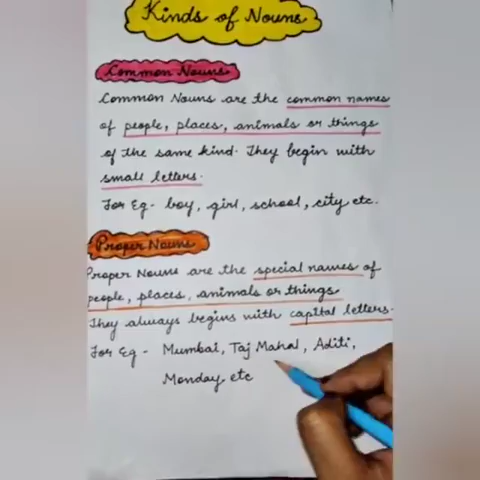 Kinds of Nouns
Common Nouns
Common Nouns are the common names
of people, places, animals or things
of the same kind. They begin with
small letters.
For Eg- boy, girl, school, city etc.
Proper Nouns
Proper Nouns are the special names of
people, places, animals or things
They always begins with capital letters.
For Eg - Mumbai, Taj Mahal, Aditi,
Monday etc